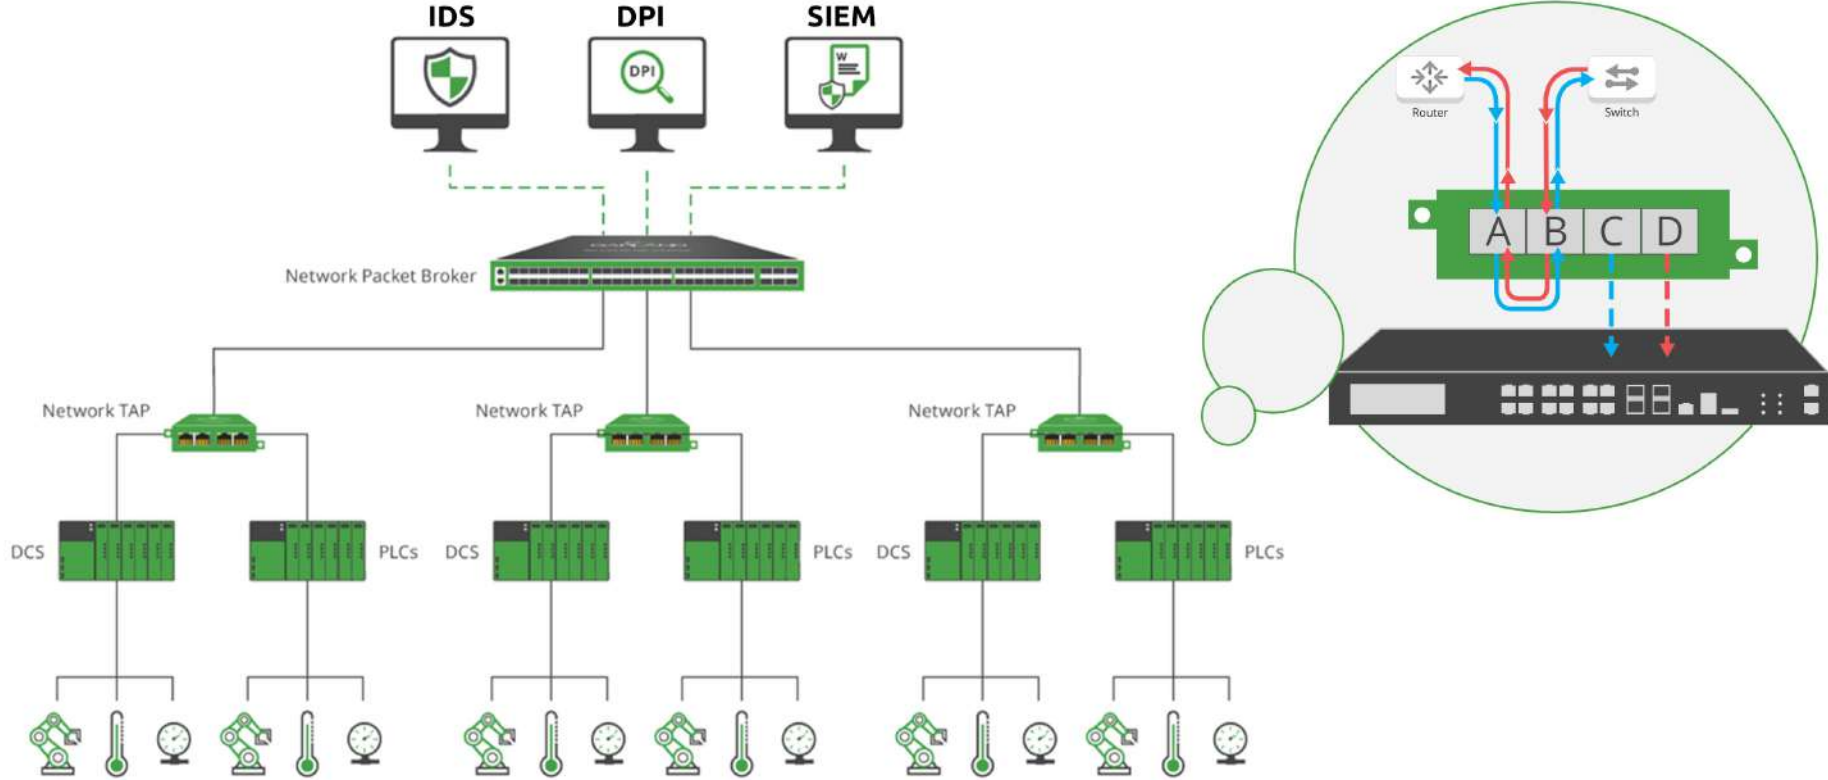 IDS
DPI
SIEM
DPI
W
Network Packet Broker
Network TAP
Network TAP
Network TAP
DCS
PLCs
DCS
PLCs
DCS
PLCs
Router
Switch
A B C D